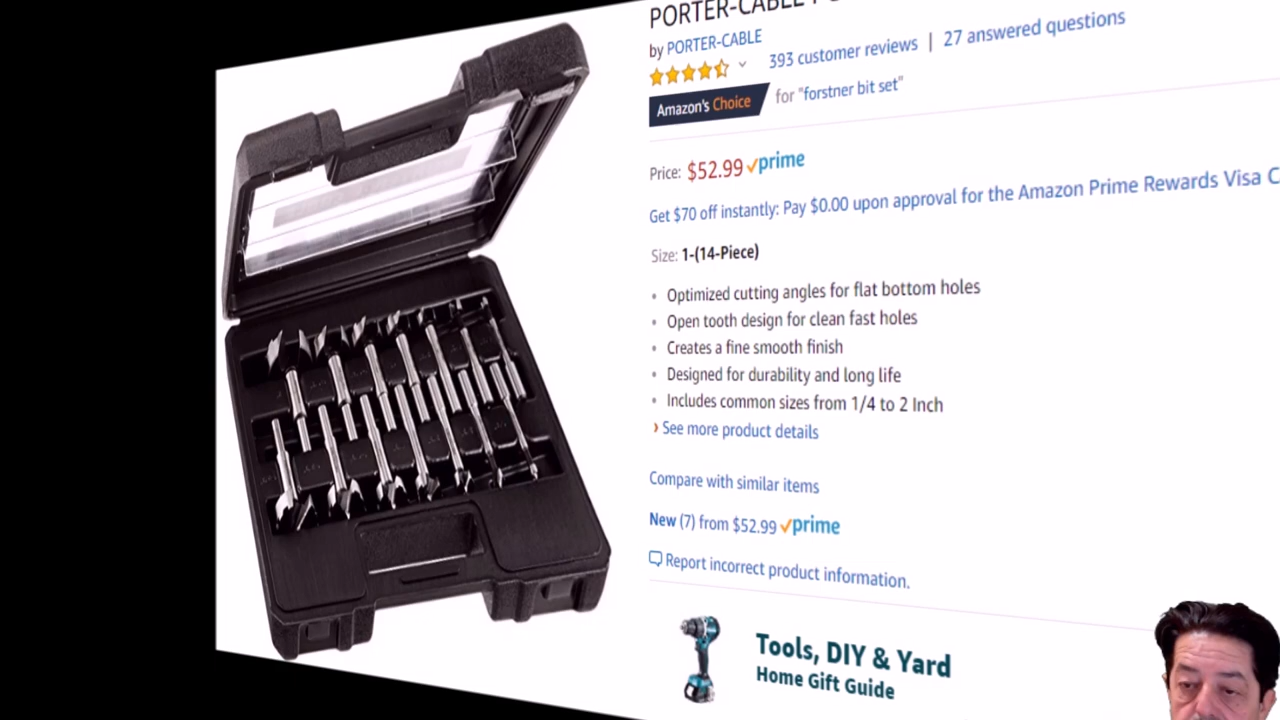 PORTER-CABLE
by PORTER-CABLE
393 customer reviews | 27 answered questions
Amazon's Choice for "forstner bit set"
Price: $52.99 prime
Get $70 off instantly: Pay $0.00 upon approval for the Amazon Prime Rewards Visa
Size: 1-(14-Piece)
• Optimized cutting angles for flat bottom holes
• Open tooth design for clean fast holes
• Creates a fine smooth finish
• Designed for durability and long life
• Includes common sizes from 1/4 to 2 Inch
› See more product details
Compare with similar items
New (7) from $52.99 prime
Report incorrect product information.
Tools, DIY & Yard
Home Gift Guide